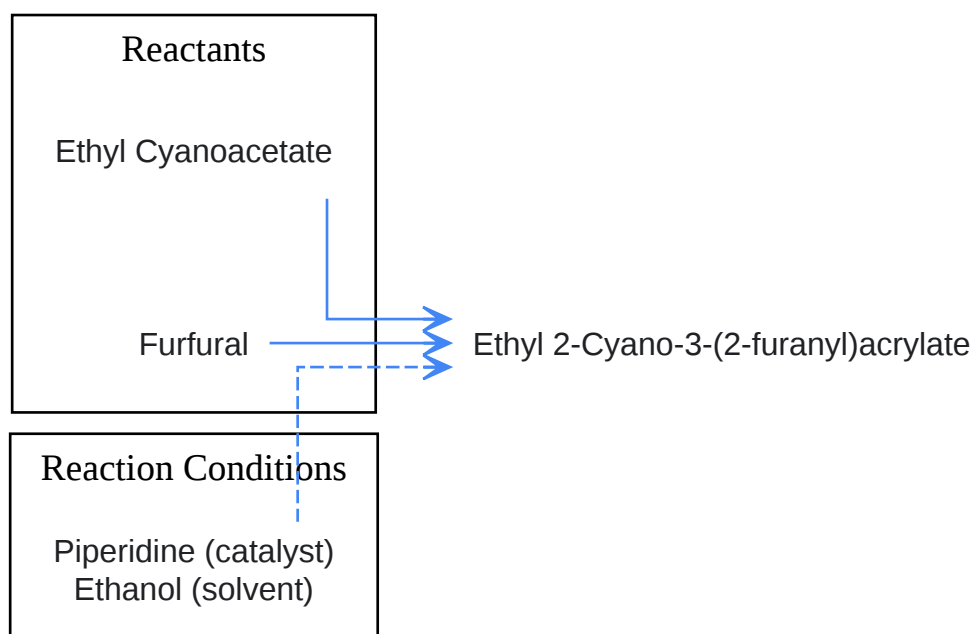 Reactants
Ethyl Cyanoacetate
Furfural
Ethyl 2-Cyano-3-(2-furanyl)acrylate
Reaction Conditions
Piperidine (catalyst)
Ethanol (solvent)